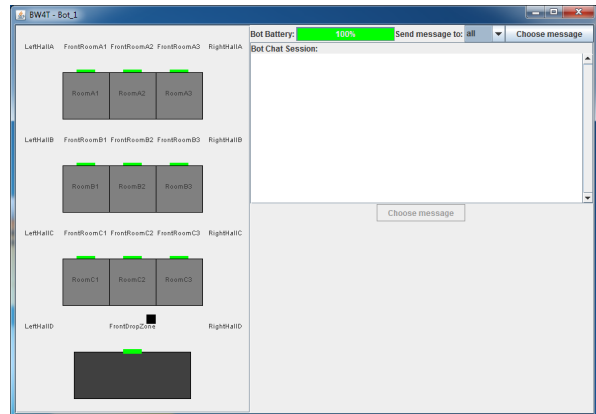 BW4T - Bot_1
Bot Battery: 100% Send message to: all Choose message
Bot Chat Session:
LeftHallA FrontRoomA1 FrontRoomA2 FrontRoomA3 RightHallA
RoomA1 RoomA2 RoomA3
LeftHallB FrontRoomB1 FrontRoomB2 FrontRoomB3 RightHallB
RoomB1 RoomB2 RoomB3
Choose message
LeftHallC FrontRoomC1 FrontRoomC2 FrontRoomC3 RightHallC
RoomC1 RoomC2 RoomC3
LeftHallD FrontDropZone RightHallD